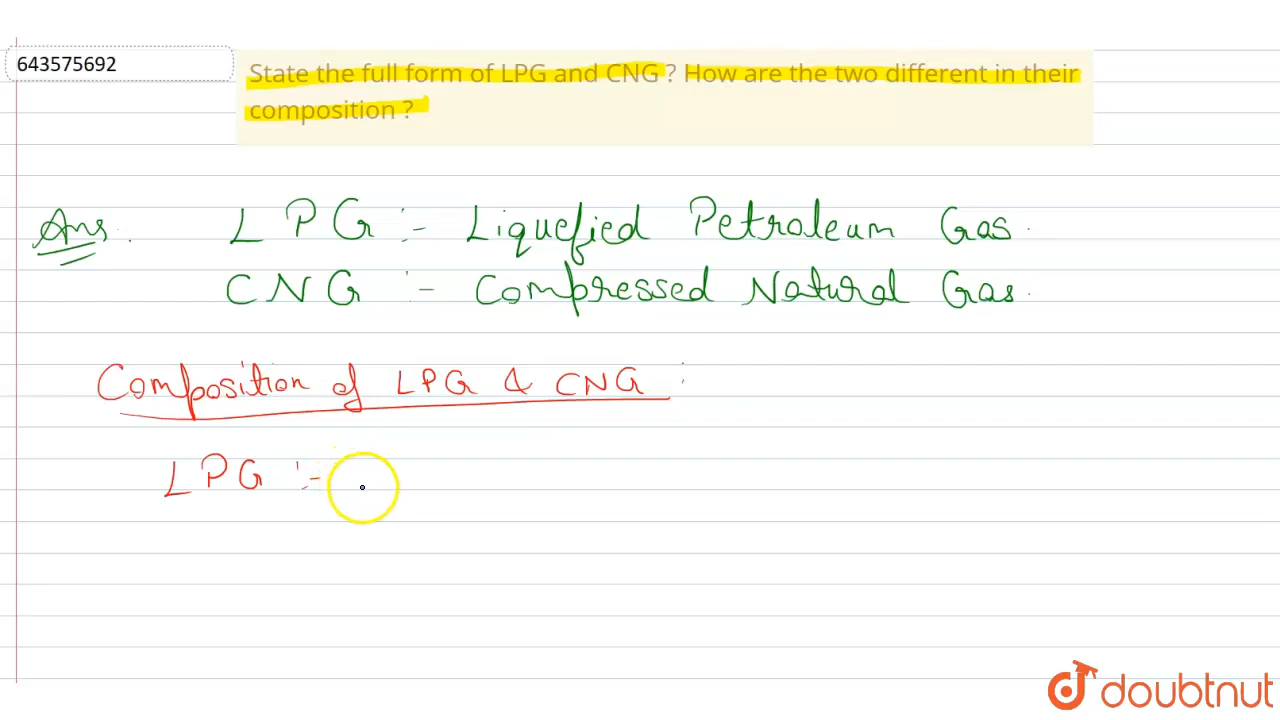 643575692
State the full form of LPG and CNG ? How are the two different in their
composition ?
Ans. LPG :- Liquefied Petroleum Gas.
CNG :- Compressed Natural Gas.
Composition of LPG & CNG :
LPG :-
doubtnut